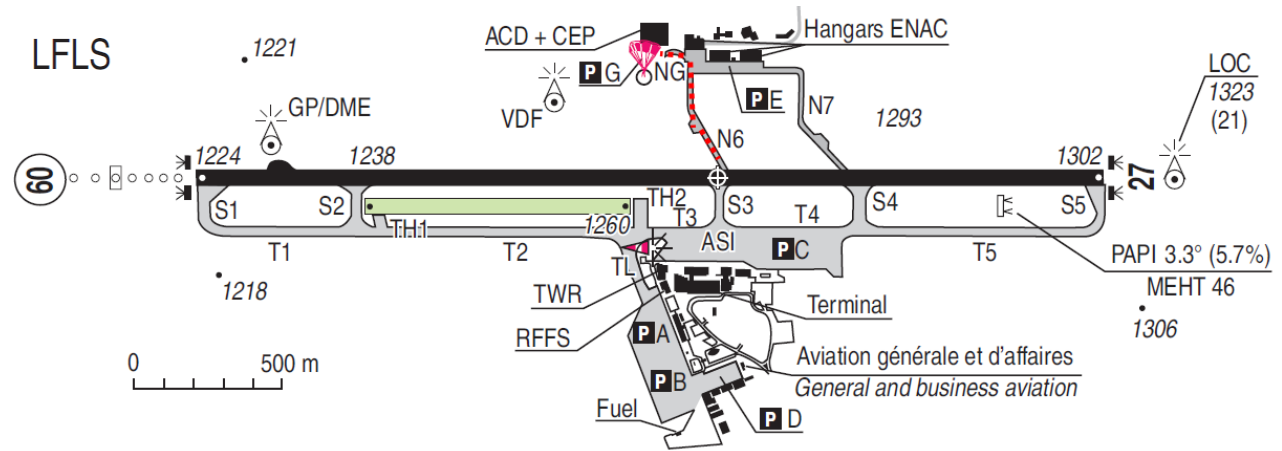 LFLS
1221
ACD + CEP
Hangars ENAC
P G
NG
P E
N7
LOC
1323
(21)
GP/DME
VDF
1293
N6
09
1224
1238
1302
27
S1
S2
TH2
S3
S4
S5
TH1
1260
T3
T4
T1
T2
ASI
P C
T5
PAPI 3.3° (5.7%)
MEHT 46
TL
1218
TWR
Terminal
1306
RFFS
P A
0 500 m
Aviation générale et d'affaires
General and business aviation
P B
Fuel
P D